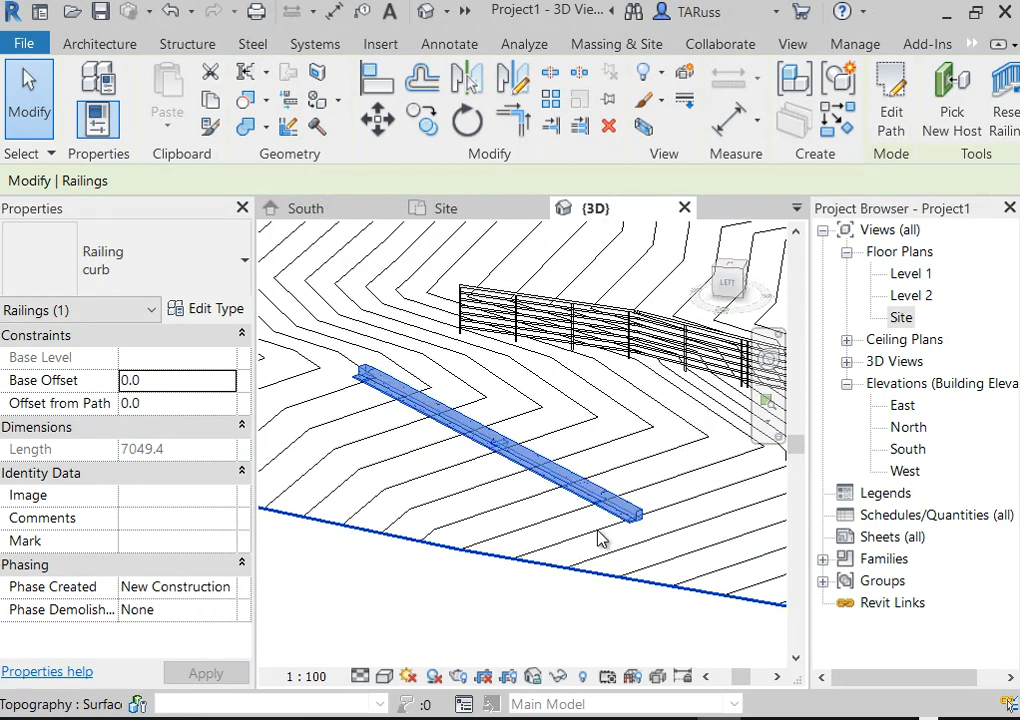 Project1 - 3D Vie...
TARuss
File
Architecture
Structure
Steel
Systems
Insert
Annotate
Analyze
Massing & Site
Collaborate
View
Manage
Add-Ins
Modify
Paste
Edit
Path
Pick
New Host
Rese
Railin
Select
Properties
Clipboard
Geometry
Modify
View
Measure
Create
Mode
Tools
Modify | Railings
Properties
South
Site
{3D}
Project Browser - Project1
Railing
curb
Railings (1)
Edit Type
Constraints
Base Level
Base Offset 0.0
Offset from Path 0.0
Dimensions
Length 7049.4
Identity Data
Image
Comments
Mark
Phasing
Phase Created New Construction
Phase Demolish... None
Properties help
Apply
LEFT
Views (all)
Floor Plans
Level 1
Level 2
Site
Ceiling Plans
3D Views
Elevations (Building Eleva
East
North
South
West
Legends
Schedules/Quantities (all)
Sheets (all)
Families
Groups
Revit Links
1 : 100
Topography : Surfac
:0
Main Model